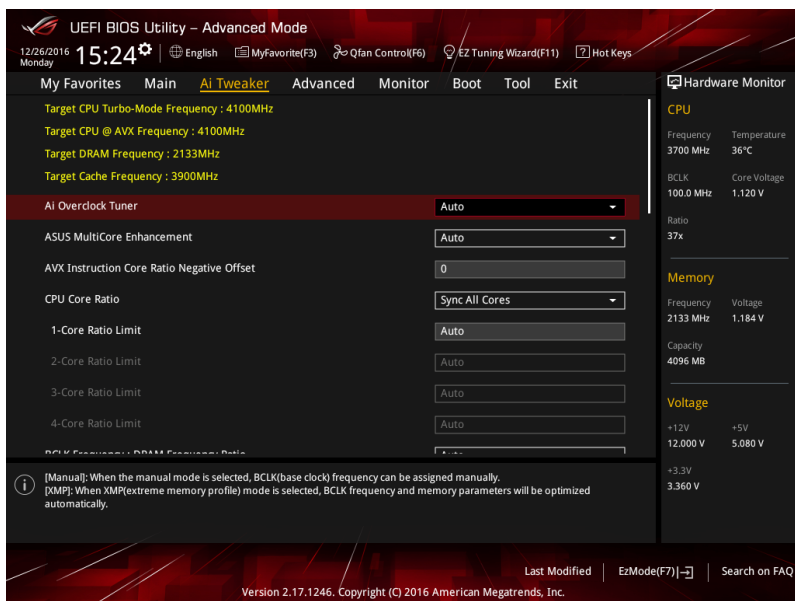 UEFI BIOS Utility – Advanced Mode
12/26/2016
Monday
15:24
English
MyFavorite(F3)
Qfan Control(F6)
EZ Tuning Wizard(F11)
? Hot Keys
My Favorites Main Ai Tweaker Advanced Monitor Boot Tool Exit
Target CPU Turbo-Mode Frequency : 4100MHz
Target CPU @ AVX Frequency : 4100MHz
Target DRAM Frequency : 2133MHz
Target Cache Frequency : 3900MHz
Ai Overclock Tuner Auto
ASUS MultiCore Enhancement Auto
AVX Instruction Core Ratio Negative Offset 0
CPU Core Ratio Sync All Cores
1-Core Ratio Limit Auto
2-Core Ratio Limit Auto
3-Core Ratio Limit Auto
4-Core Ratio Limit Auto
BCLK Frequency : DRAM Frequency Ratio Auto
[Manual]: When the manual mode is selected, BCLK(base clock) frequency can be assigned manually.
[XMP]: When XMP(extreme memory profile) mode is selected, BCLK frequency and memory parameters will be optimized
automatically.
Hardware Monitor
CPU
Frequency Temperature
3700 MHz 36°C
BCLK Core Voltage
100.0 MHz 1.120 V
Ratio
37x
Memory
Frequency Voltage
2133 MHz 1.184 V
Capacity
4096 MB
Voltage
+12V +5V
12.000 V 5.080 V
+3.3V
3.360 V
Last Modified
EzMode(F7)
Search on FAQ
Version 2.17.1246. Copyright (C) 2016 American Megatrends, Inc.